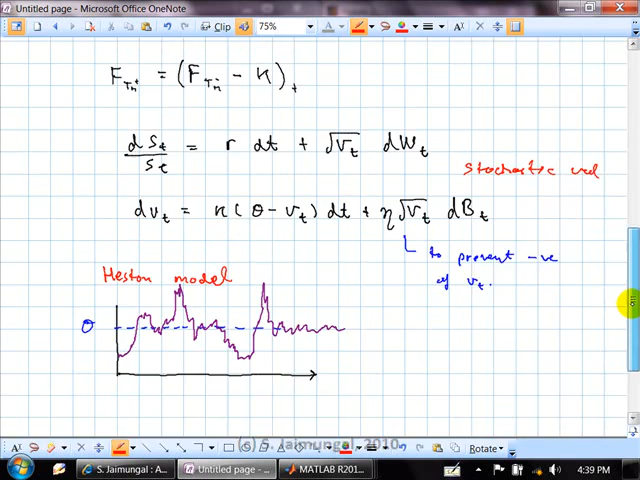 Untitled page - Microsoft Office OneNote
Clip 75%
F_{T_n^+} = (F_{T_n^-} - K)_+
dS_t / S_t = r dt + √v_t dW_t
stochastic vol
dv_t = κ(θ - v_t) dt + η√v_t dB_t
to prevent -ve
of v_t.
Heston model
θ
(c) S. Jaimungal, 2010
Rotate
Start
S. Jaimungal : A...
Untitled page - Mi...
MATLAB R201...
4:39 PM